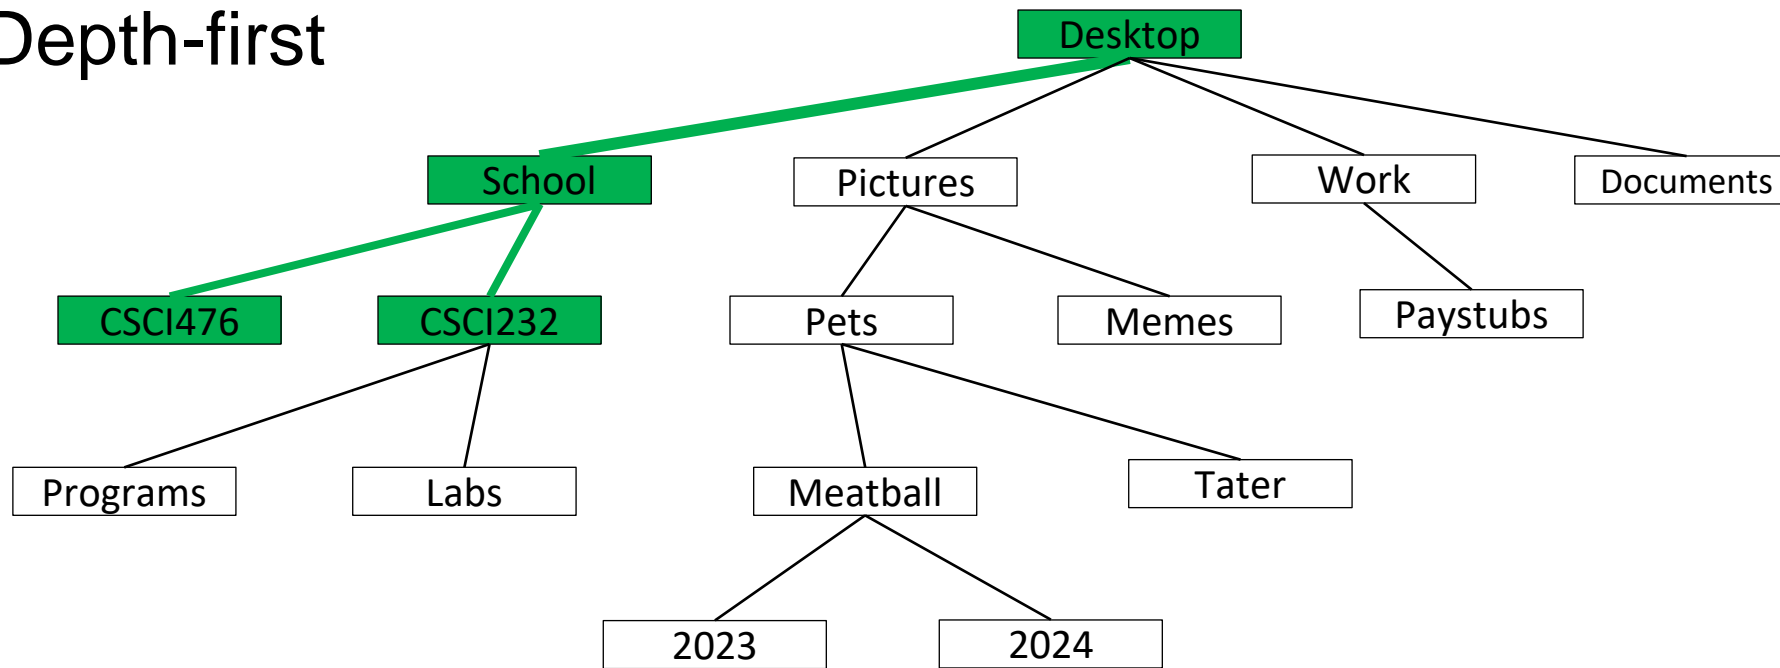 Depth-first
Desktop
School
Pictures
Work
Documents
CSCI476
CSCI232
Pets
Memes
Paystubs
Programs
Labs
Meatball
Tater
2023
2024